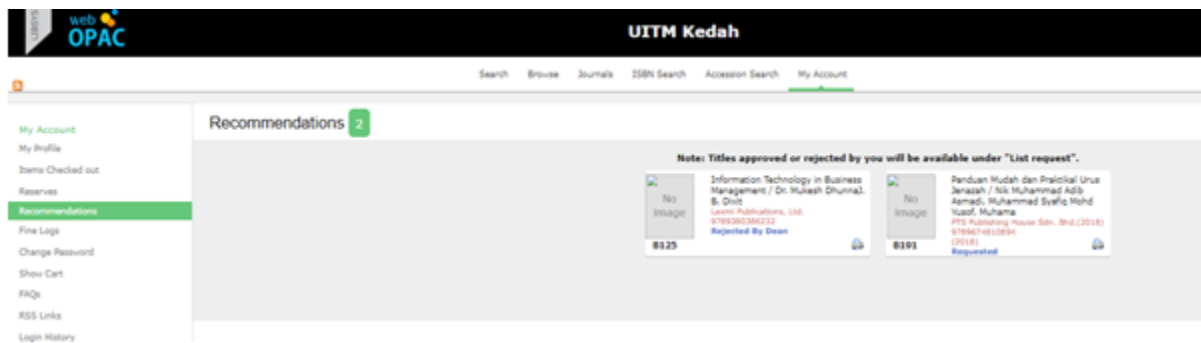 LIBSYS
web
OPAC
UITM Kedah
Search Browse Journals ISBN Search Accession Search My Account
My Account
My Profile
Items Checked out
Reserves
Recommendations
Fine Logs
Change Password
Show Cart
FAQs
RSS Links
Login History
Recommendations 2
Note: Titles approved or rejected by you will be available under "List request".
No
Image
8125
Information Technology in Business
Management / Dr. Mukesh DhunnaJ.
B. Dixit
Laxmi Publications, Ltd.
9789380386232
Rejected By Dean
No
Image
8191
Panduan Mudah dan Praktikal Urus
Jenazah / Nik Muhammad Adib
Asmadi, Muhammad Syafiq Mohd
Yusof, Muhama
PTS Publishing House Sdn. Bhd.(2018)
9789674810894
(2018)
Requested